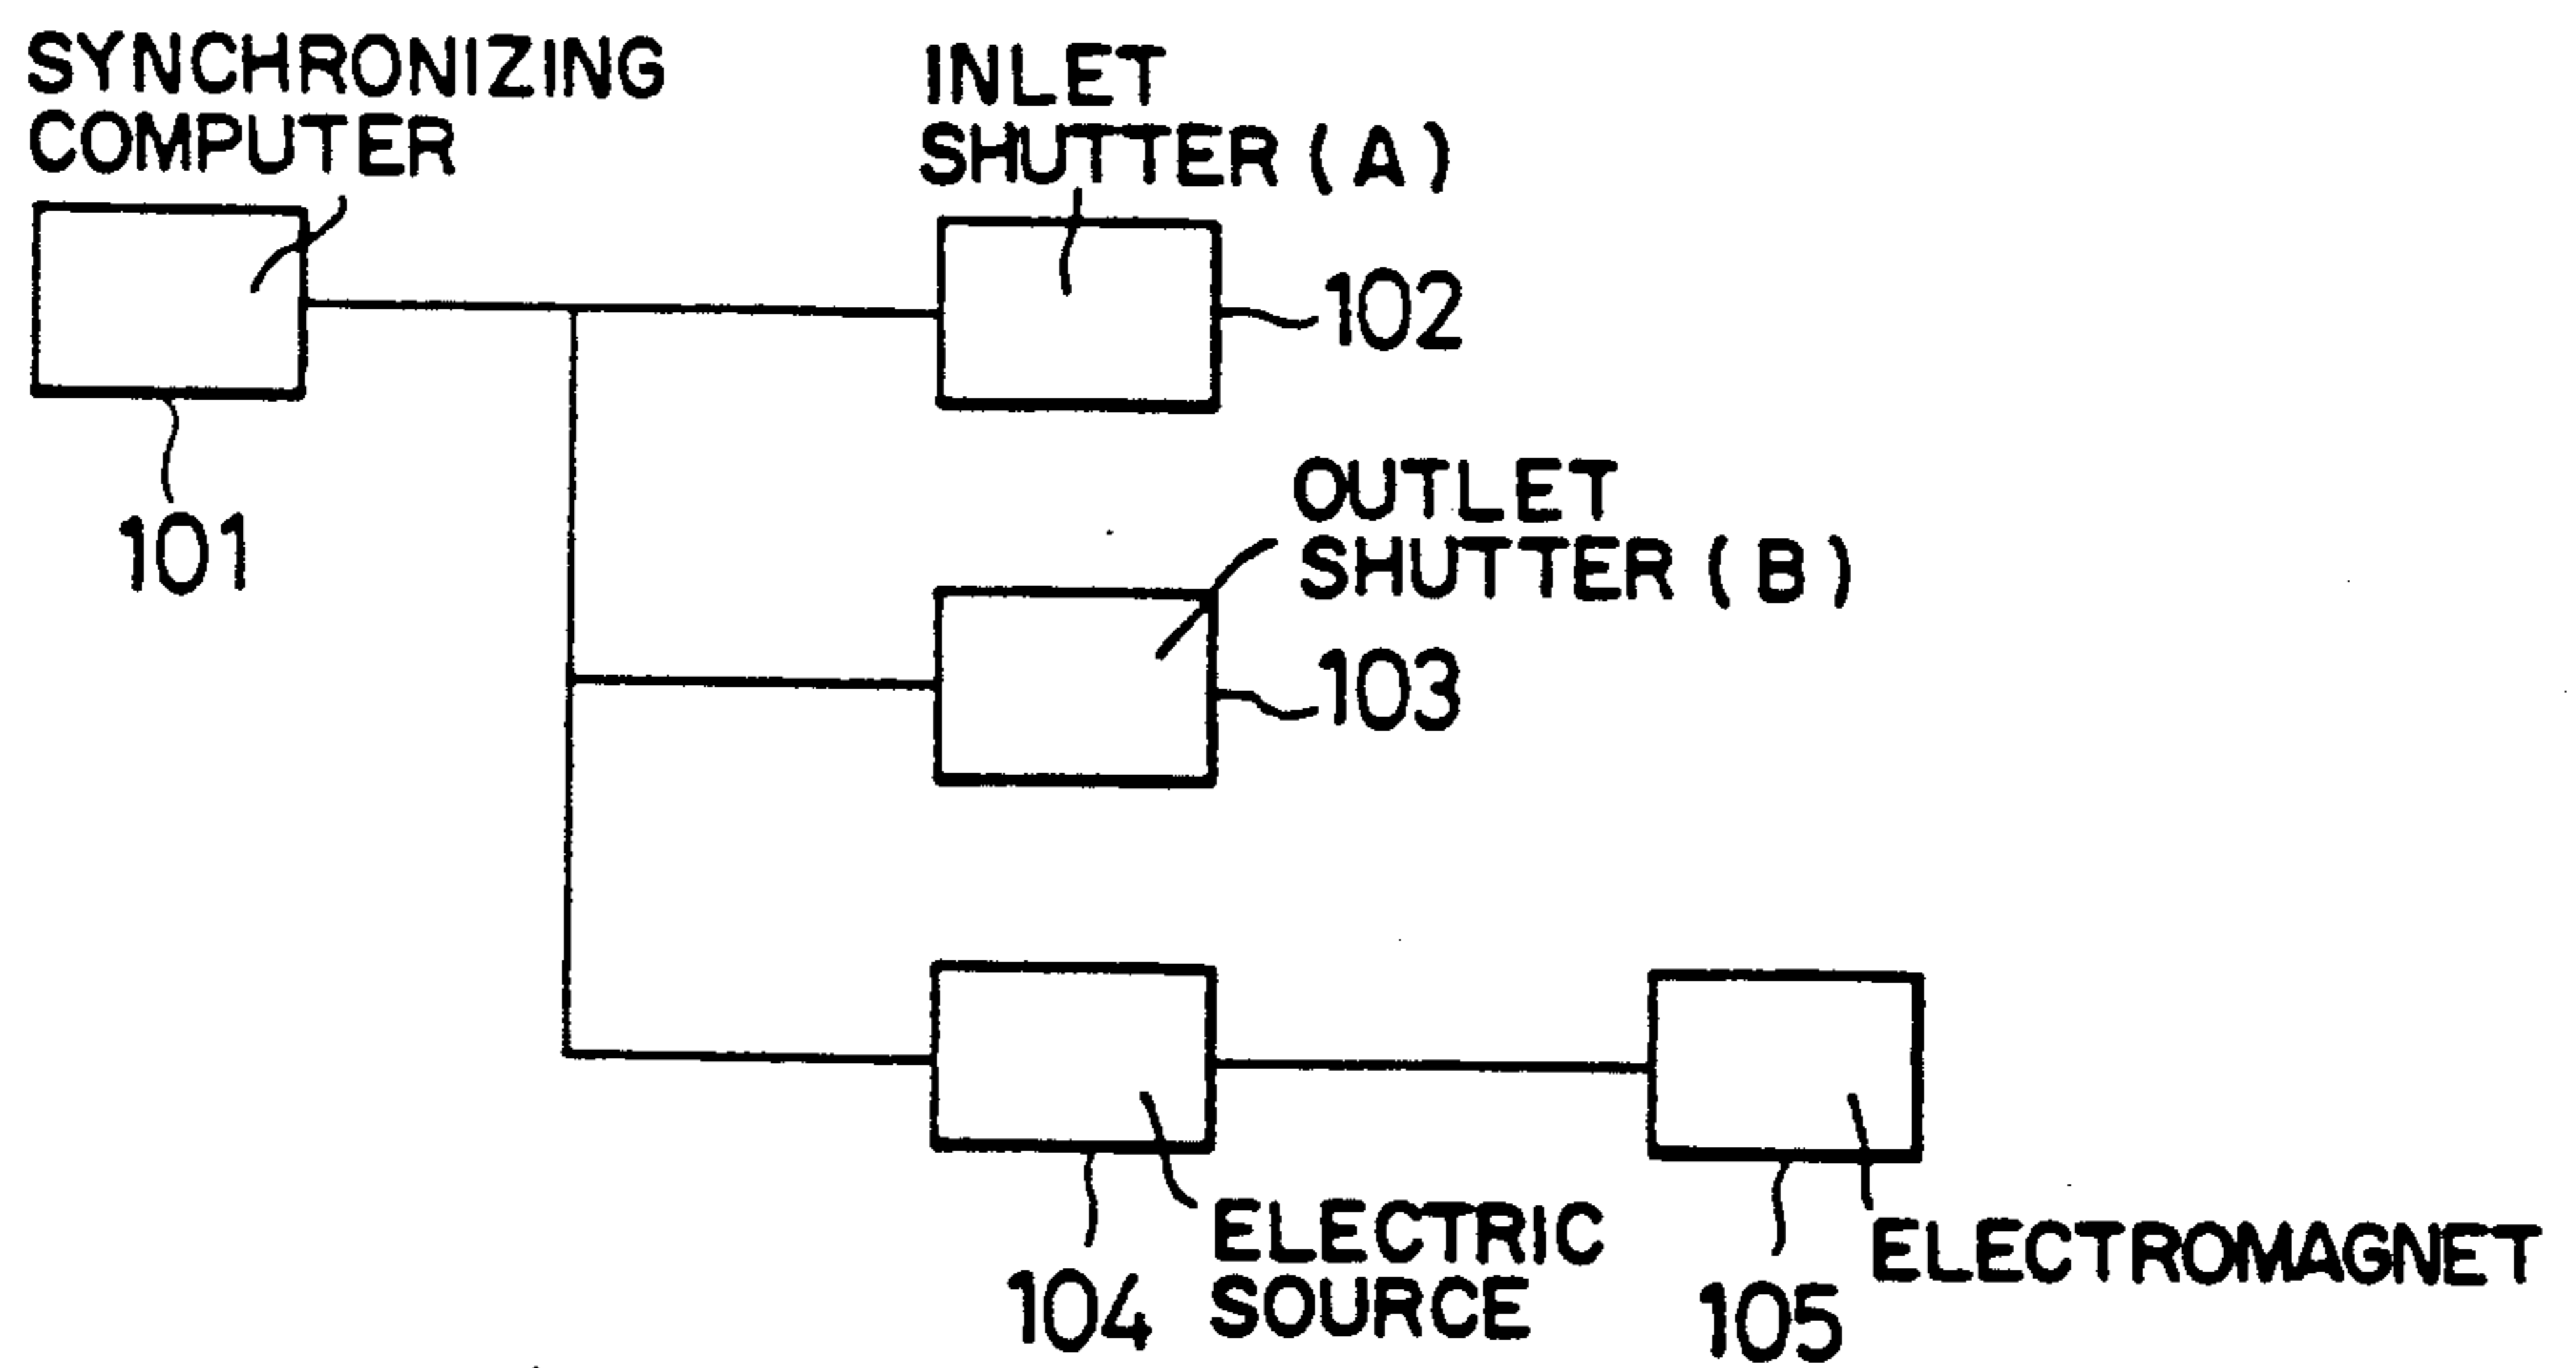 SYNCHRONIZING
COMPUTER
INLET
SHUTTER (A)
102
101
OUTLET
SHUTTER (B)
103
ELECTRIC
SOURCE
104
ELECTROMAGNET
105